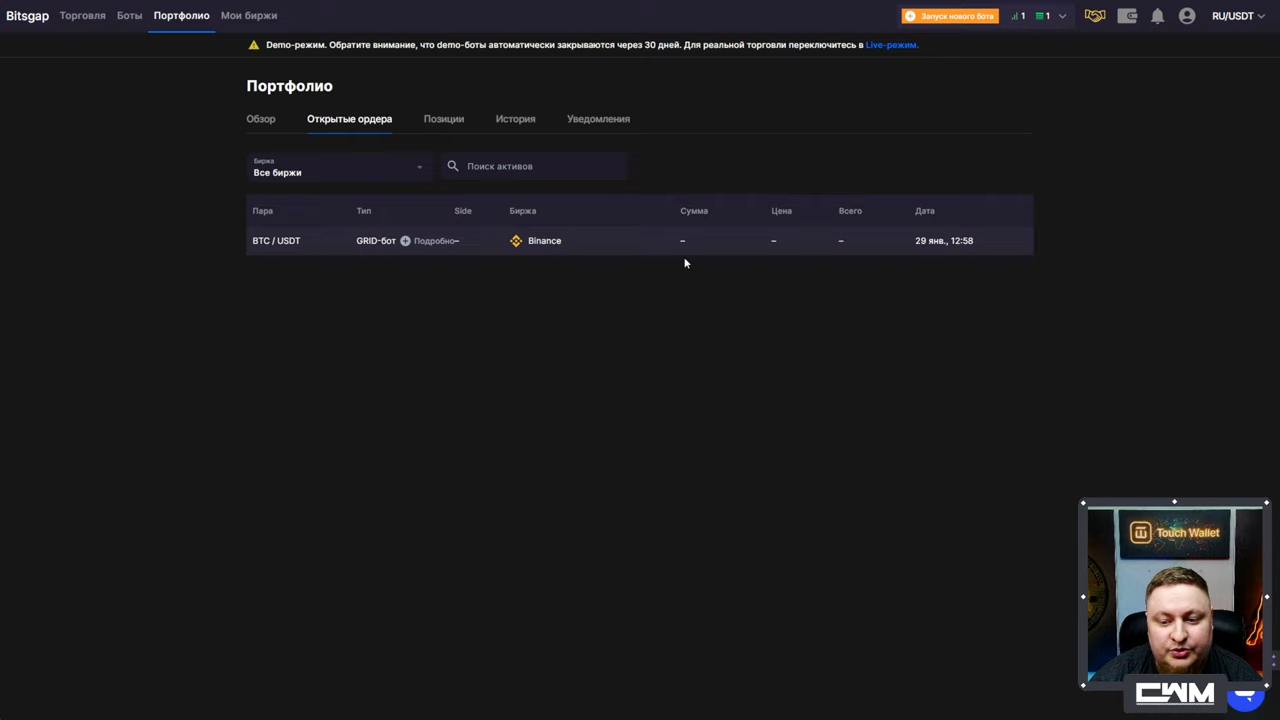 Bitsgap Торговля Боты Портфолио Мои биржи Запуск нового бота 1 1 RU/USDT
Demo-режим. Обратите внимание, что demo-боты автоматически закрываются через 30 дней. Для реальной торговли переключитесь в Live-режим.
Портфолио
Обзор Открытые ордера Позиции История Уведомления
Биржа
Все биржи
Поиск активов
Пара Тип Side Биржа Сумма Цена Всего Дата
BTC / USDT GRID-бот Подробно – Binance – – – 29 янв., 12:58
Touch Wallet
CWM